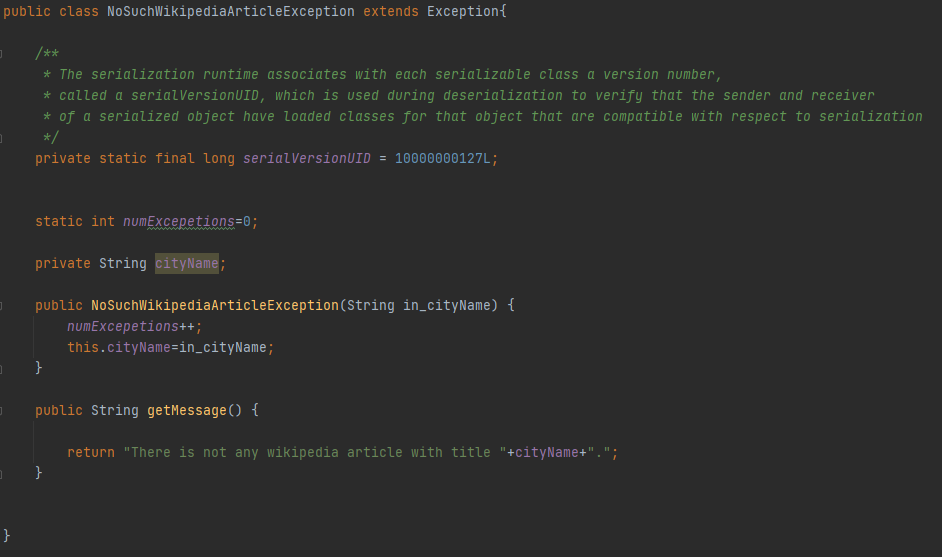 public class NoSuchWikipediaArticleException extends Exception{
/**
* The serialization runtime associates with each serializable class a version number,
* called a serialVersionUID, which is used during deserialization to verify that the sender and receiver
* of a serialized object have loaded classes for that object that are compatible with respect to serialization
*/
private static final long serialVersionUID = 10000000127L;
static int numExcepetions=0;
private String cityName;
public NoSuchWikipediaArticleException(String in_cityName) {
numExcepetions++;
this.cityName=in_cityName;
}
public String getMessage() {
return "There is not any wikipedia article with title "+cityName+".";
}
}